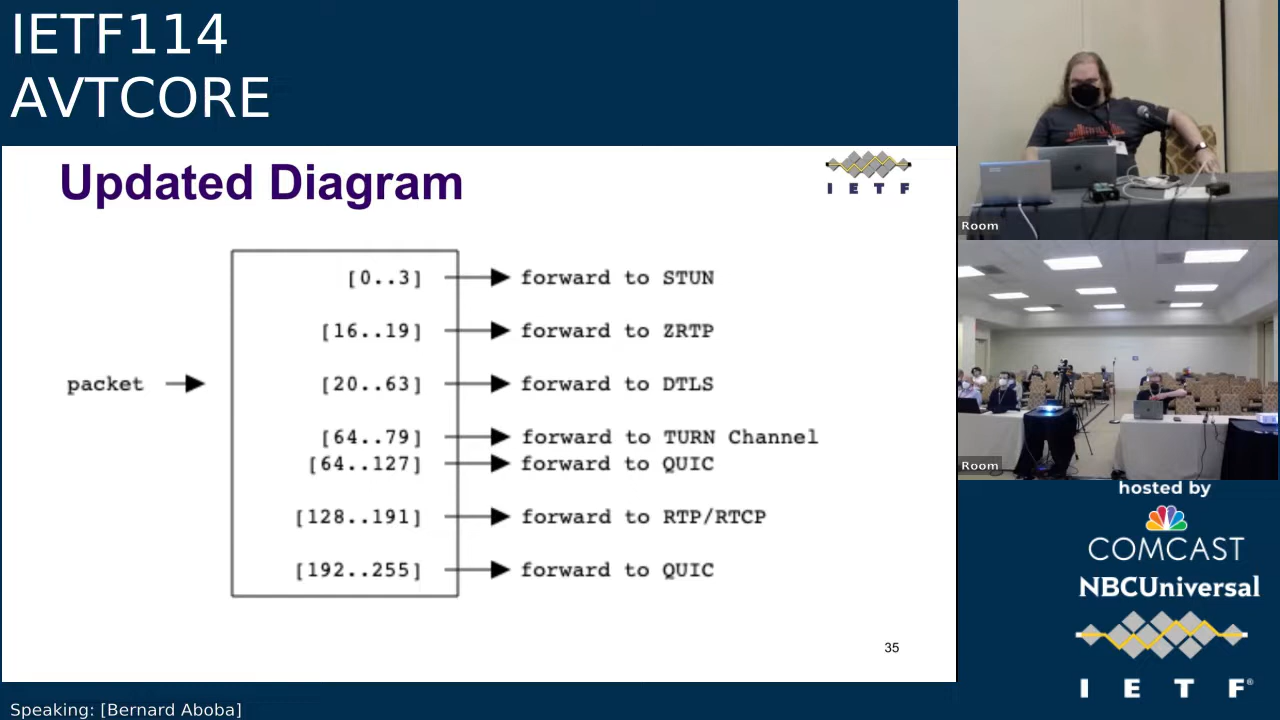 IETF114
AVTCORE
Updated Diagram
I E T F
[0..3] forward to STUN
[16..19] forward to ZRTP
packet [20..63] forward to DTLS
[64..79] forward to TURN Channel
[64..127] forward to QUIC
[128..191] forward to RTP/RTCP
[192..255] forward to QUIC
35
Room
Room
hosted by
COMCAST
NBCUniversal
I E T F®
Speaking: [Bernard Aboba]